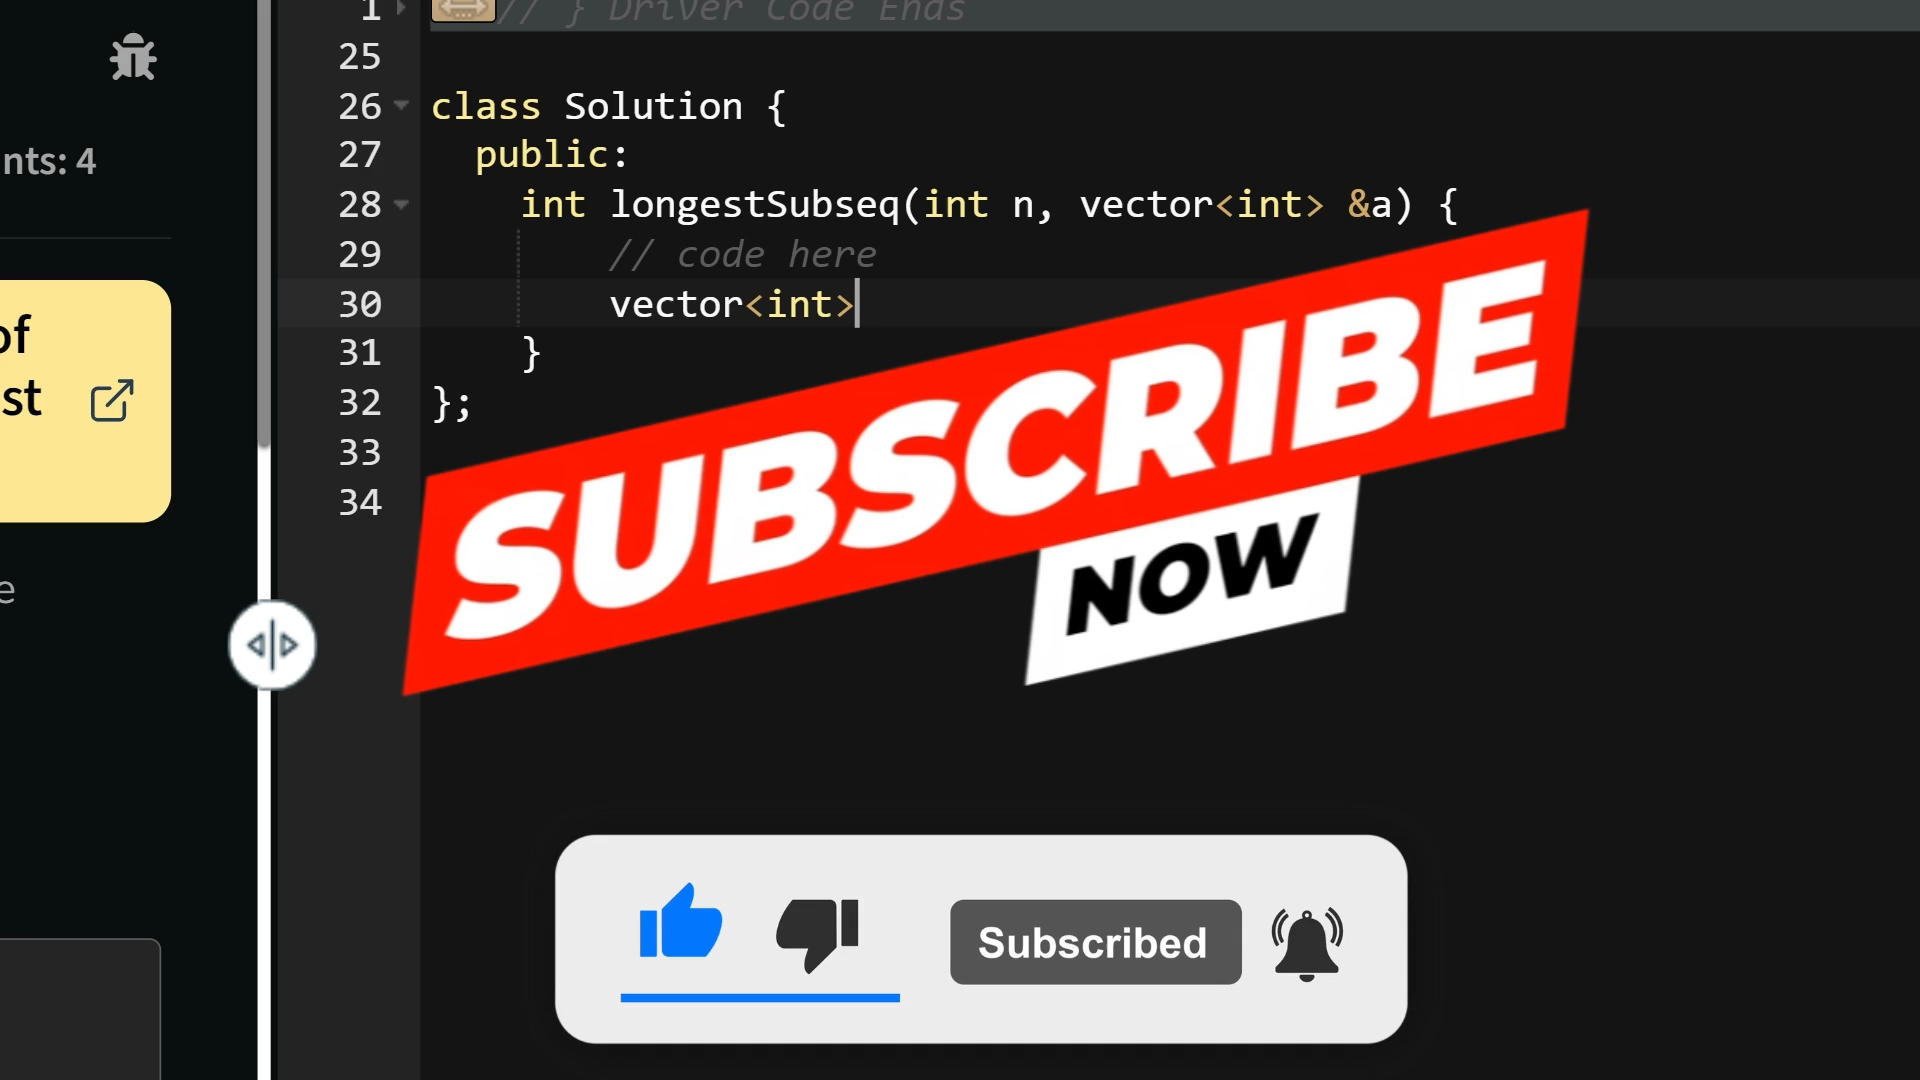 1 // } Driver Code Ends
25
26 class Solution {
nts: 4
27 public:
28 int longestSubseq(int n, vector<int> &a) {
29 // code here
30 vector<int>
of
31 }
st
32 };
33
34
e
SUBSCRIBE
NOW
Subscribed